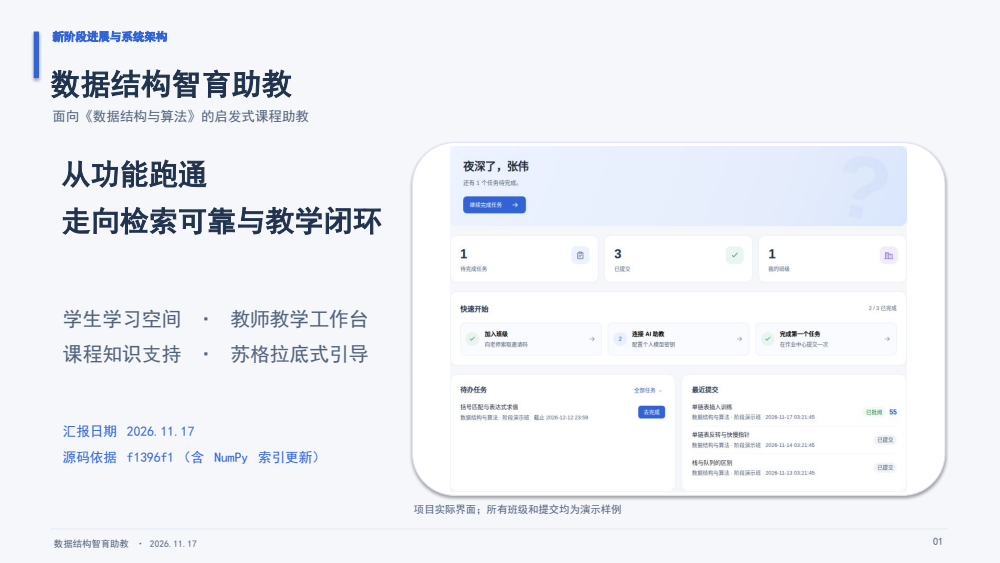 新阶段进展与系统架构
数据结构智育助教
面向《数据结构与算法》的启发式课程助教
从功能跑通
走向检索可靠与教学闭环
学生学习空间 · 教师教学工作台
课程知识支持 · 苏格拉底式引导
汇报日期 2026.11.17
源码依据 f1396f1（含 NumPy 索引更新）
夜深了，张伟
还有 1 个任务待完成。
继续完成任务 →
?
1
待完成任务
3
已提交
1
我的班级
快速开始
2 / 3 已完成
加入班级
向老师索取邀请码
→
2
连接 AI 助教
配置个人模型密钥
→
完成第一个任务
在作业中心提交一次
→
待办任务
全部任务 →
括号匹配与表达式求值
数据结构与算法 · 阶段演示班 截止 2026-12-12 23:59
去完成
最近提交
单链表插入训练
数据结构与算法 · 阶段演示班 2026-11-17 03:21:45
已批阅 55
单链表反转与快慢指针
数据结构与算法 · 阶段演示班 2026-11-14 03:21:45
已提交
栈与队列的区别
数据结构与算法 · 阶段演示班 2026-11-13 03:21:45
已提交
项目实际界面；所有班级和提交均为演示样例
数据结构智育助教 · 2026.11.17
01